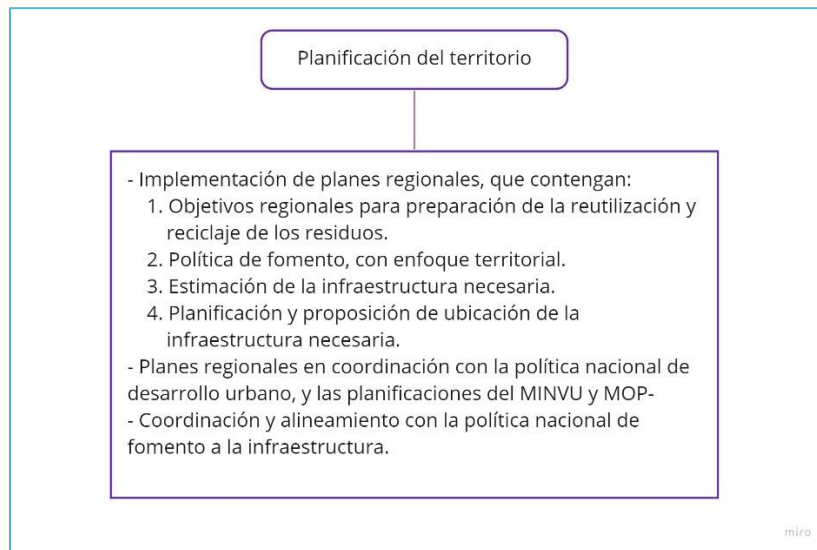 Planificación del territorio
- Implementación de planes regionales, que contengan:
1. Objetivos regionales para preparación de la reutilización y
reciclaje de los residuos.
2. Política de fomento, con enfoque territorial.
3. Estimación de la infraestructura necesaria.
4. Planificación y proposición de ubicación de la
infraestructura necesaria.
- Planes regionales en coordinación con la política nacional de
desarrollo urbano, y las planificaciones del MINVU y MOP-
- Coordinación y alineamiento con la política nacional de
fomento a la infraestructura.
miro